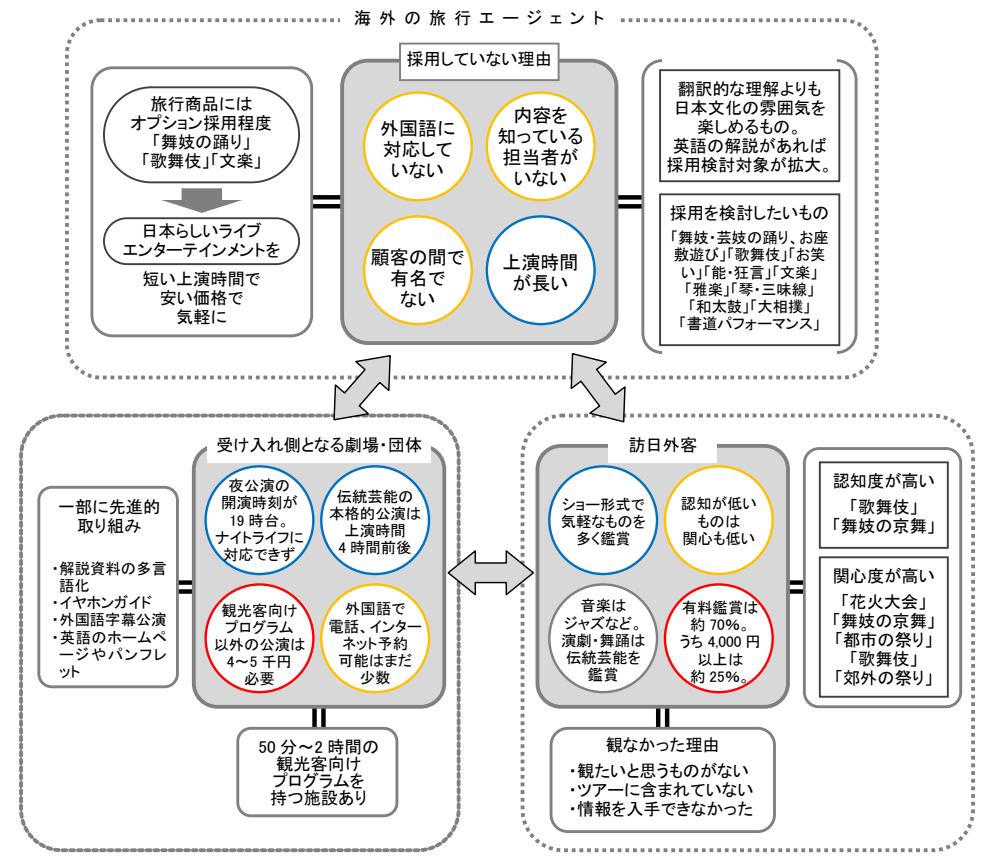 海外の旅行エージェント
採用していない理由
旅行商品には
オプション採用程度
「舞妓の踊り」
「歌舞伎」「文楽」
日本らしいライブ
エンターテインメントを
短い上演時間で
安い価格で
気軽に
外国語に
対応して
いない
内容を
知っている
担当者が
いない
顧客の間で
有名で
ない
上演時間
が長い
翻訳的な理解よりも
日本文化の雰囲気を
楽しめるもの。
英語の解説があれば
採用検討対象が拡大。
採用を検討したいもの
「舞妓・芸妓の踊り、お座
敷遊び」「歌舞伎」「お笑
い」「能・狂言」「文楽」
「雅楽」「琴・三味線」
「和太鼓」「大相撲」
「書道パフォーマンス」
受け入れ側となる劇場・団体
一部に先進的
取り組み
・解説資料の多言
語化
・イヤホンガイド
・外国語字幕公演
・英語のホームペ
ージやパンフレ
ット
夜公演の
開演時刻が
19時台。
ナイトライフに
対応できず
伝統芸能の
本格的公演は
上演時間
4時間前後
観光客向け
プログラム
以外の公演は
4～5千円
必要
外国語で
電話、インター
ネット予約
可能はまだ
少数
50分～2時間の
観光客向け
プログラムを
持つ施設あり
訪日外客
ショー形式で
気軽なものを
多く鑑賞
認知が低い
ものは
関心も低い
音楽は
ジャズなど。
演劇・舞踊は
伝統芸能を
鑑賞
有料鑑賞は
約70%。
うち4,000円
以上は
約25%。
認知度が高い
「歌舞伎」
「舞妓の京舞」
関心度が高い
「花火大会」
「舞妓の京舞」
「都市の祭り」
「歌舞伎」
「郊外の祭り」
観なかった理由
・観たいと思うものがない
・ツアーに含まれていない
・情報を入手できなかった